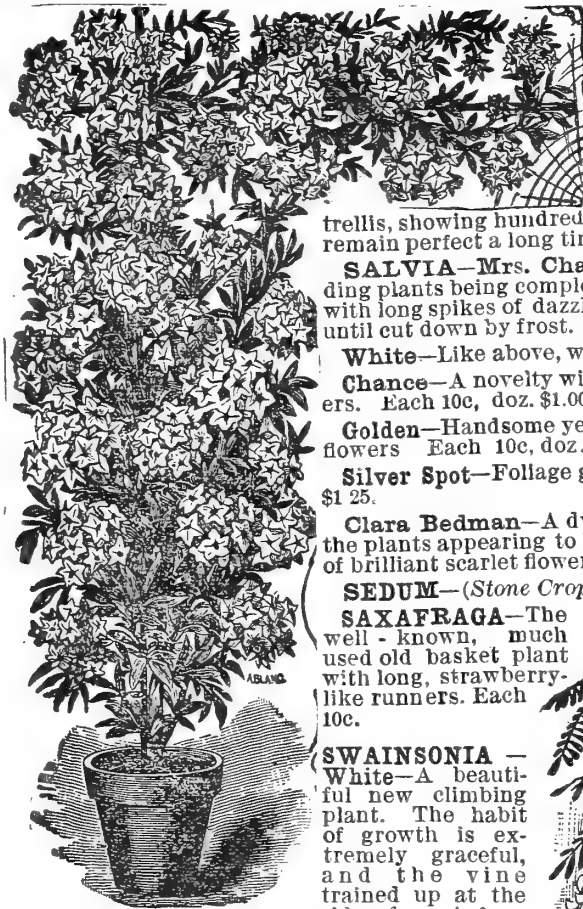 trellis, showing hundred
remain perfect a long tim
SALVIA—Mrs. Cha
ding plants being comple
with long spikes of dazzl
until cut down by frost.
White—Like above, w
Chance—A novelty wi
ers. Each 10c, doz. $1.00
Golden—Handsome ye
flowers Each 10c, doz.
Silver Spot—Foliage g
$1 25.
Clara Bedman—A d
the plants appearing to
of brilliant scarlet flower
SEDUM—(Stone Crop
SAXAFRAGA—The
well - known, much
used old basket plant
with long, strawberry-
like runners. Each
10c.
A.BLANC
SWAINSONIA —
White—A beauti-
ful new climbing
plant. The habit
of growth is ex-
tremely graceful,
and the vine
trained up at the